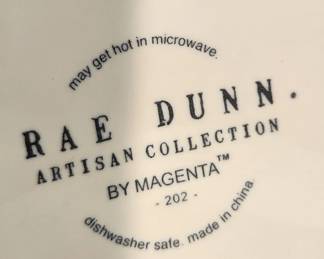 may get hot in microwave.
RAE DUNN.
ARTISAN COLLECTION
BY MAGENTA™
- 202 -
dishwasher safe. made in china